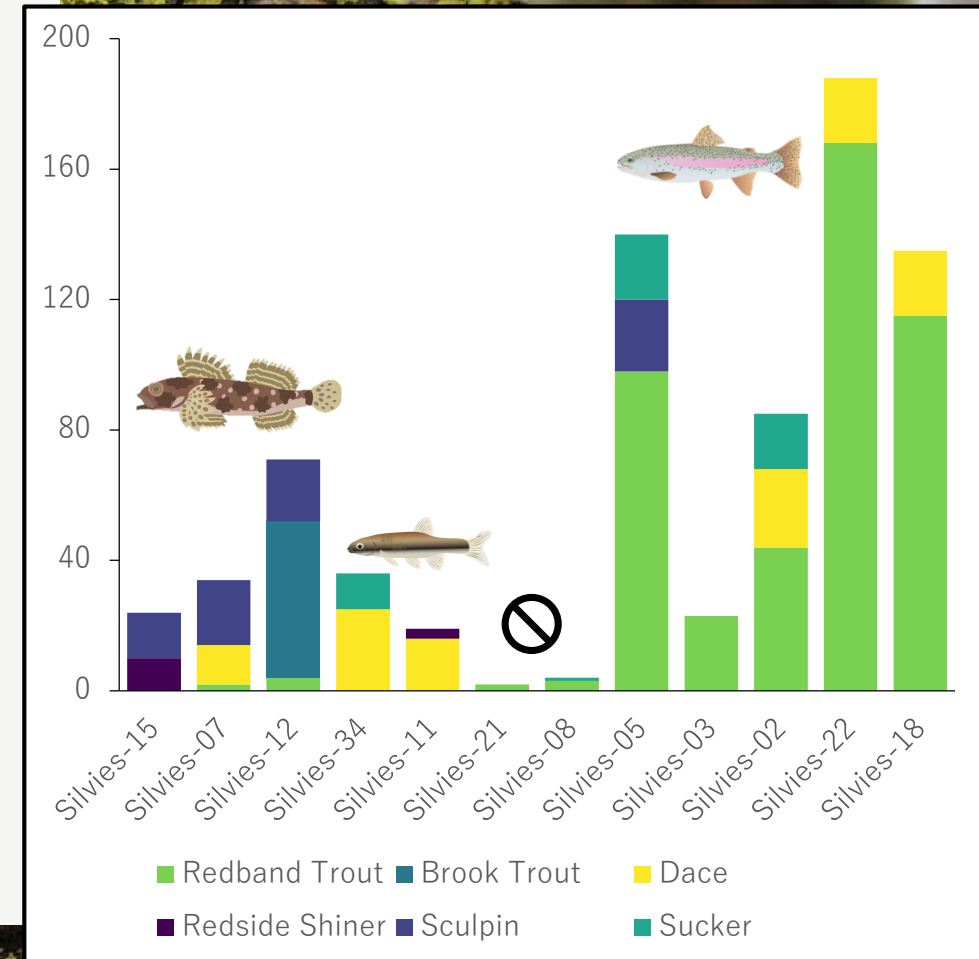 200
160
120
80
40
0
Silvies-15
Silvies-07
Silvies-12
Silvies-34
Silvies-11
Silvies-21
Silvies-08
Silvies-05
Silvies-03
Silvies-02
Silvies-22
Silvies-18
Redband Trout Brook Trout Dace
Redside Shiner Sculpin Sucker